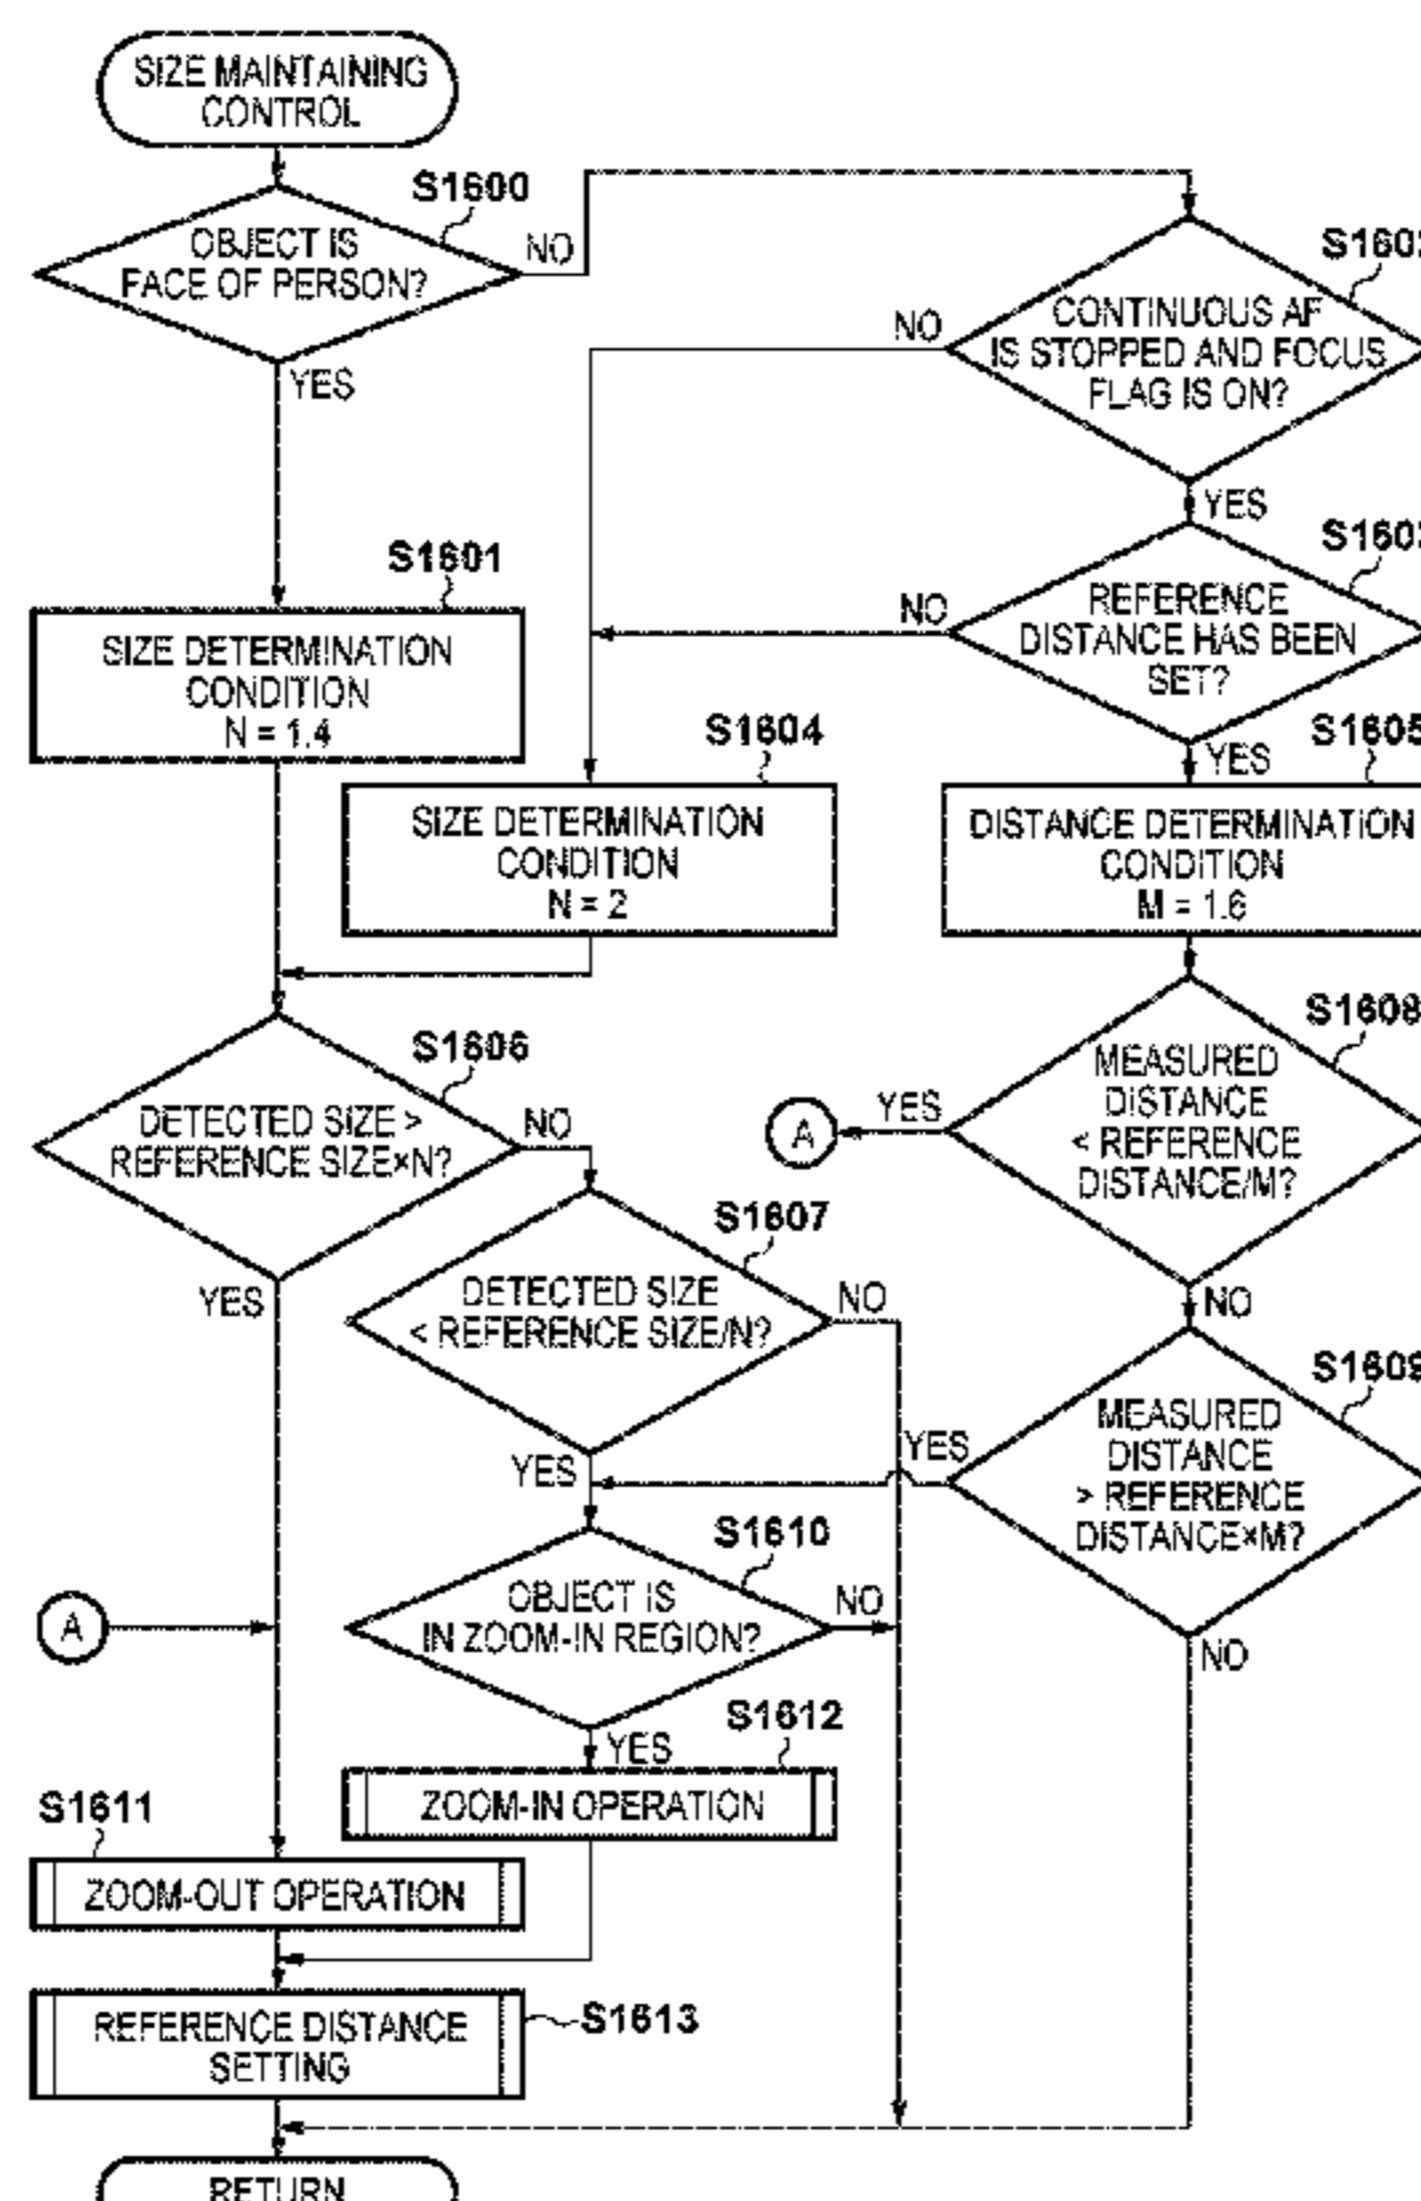 SIZE MAINTAINING
CONTROL
S1600
OBJECT IS
FACE OF PERSON?
NO
YES
CONTINUOUS AF
IS STOPPED AND FOCUS
FLAG IS ON?
NO
YES
S1601
SIZE DETERMINATION
CONDITION
N = 1.4
REFERENCE
DISTANCE HAS BEEN
SET?
NO
YES
S1604
SIZE DETERMINATION
CONDITION
N = 2
S1605
DISTANCE DETERMINATION
CONDITION
M = 1.6
S1606
DETECTED SIZE >
REFERENCE SIZE×N?
NO
YES
S1608
MEASURED
DISTANCE
< REFERENCE
DISTANCE/M?
YES
A
NO
S1607
DETECTED SIZE
< REFERENCE SIZE/N?
NO
YES
S1609
MEASURED
DISTANCE
> REFERENCE
DISTANCE×M?
YES
NO
S1610
OBJECT IS
IN ZOOM-IN REGION?
NO
YES
A
S1612
ZOOM-IN OPERATION
S1611
ZOOM-OUT OPERATION
REFERENCE DISTANCE
SETTING
S1613
RETURN